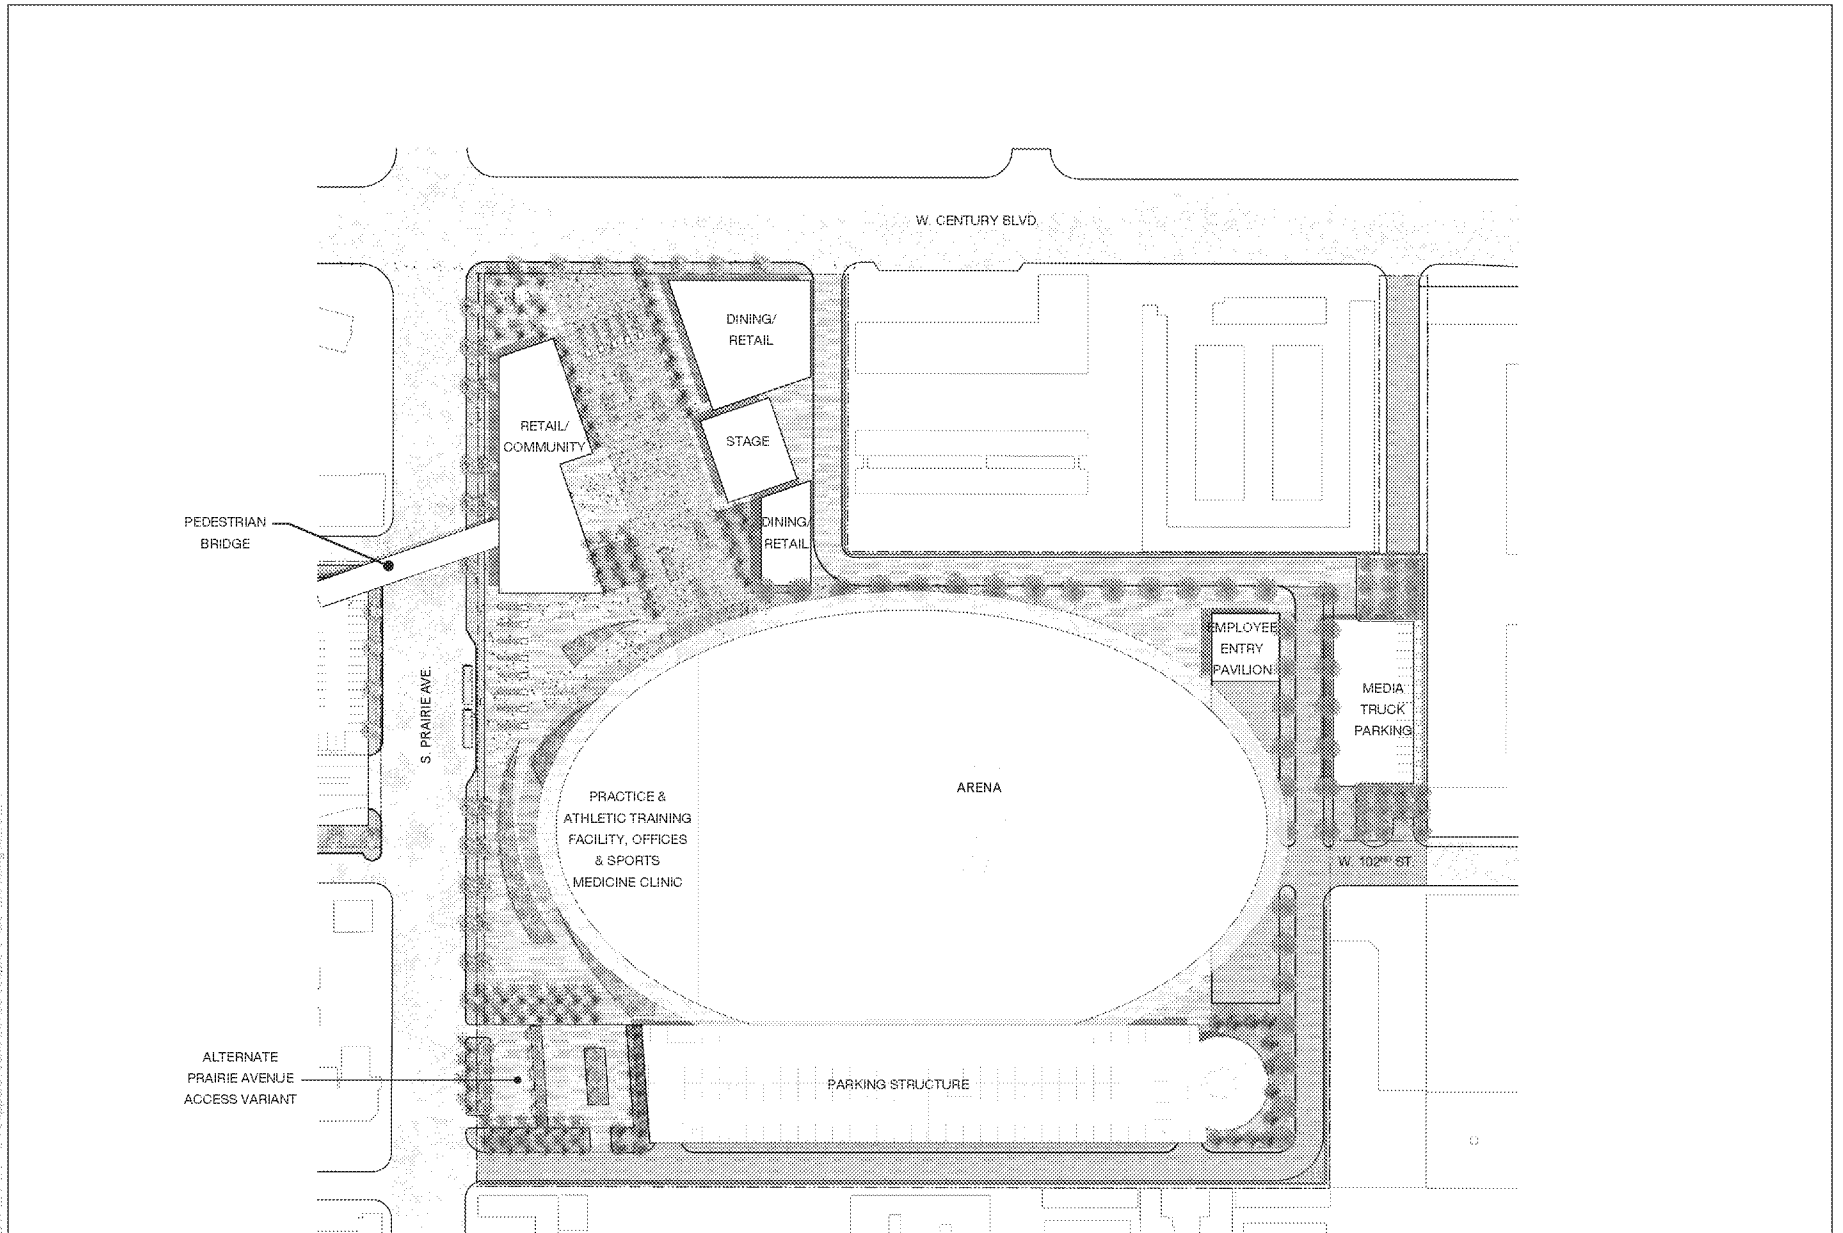 W. CENTURY BLVD.
DINING/
RETAIL
RETAIL/
COMMUNITY
STAGE
PEDESTRIAN
BRIDGE
DINING/
RETAIL
EMPLOYEE
ENTRY
PAVILION
S. PRAIRIE AVE.
MEDIA
TRUCK
PARKING
ARENA
PRACTICE &
ATHLETIC TRAINING
FACILITY, OFFICES
& SPORTS
MEDICINE CLINIC
W. 102ND ST.
ALTERNATE
PRAIRIE AVENUE
ACCESS VARIANT
PARKING STRUCTURE